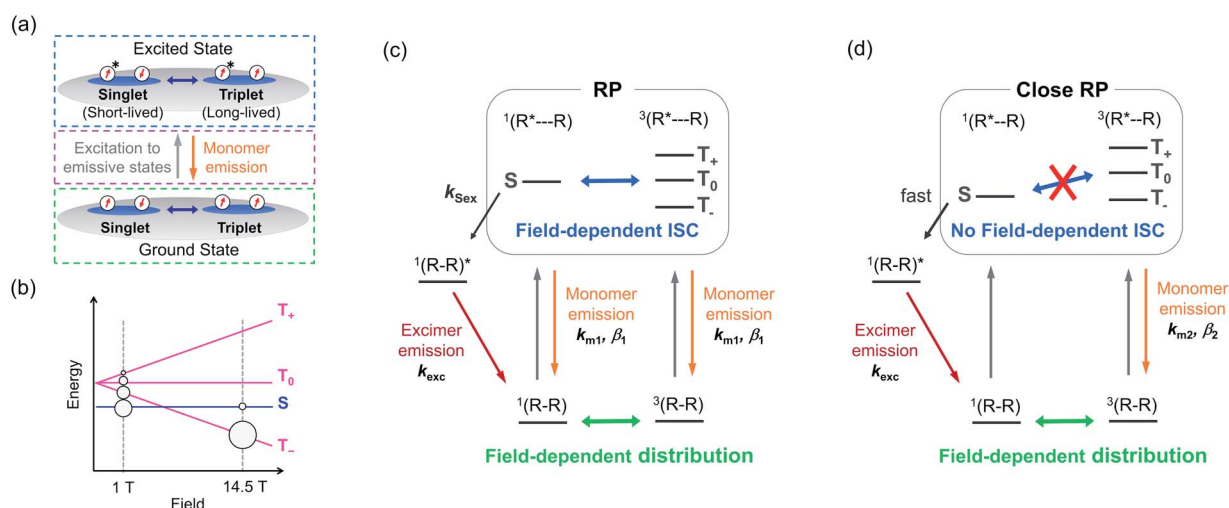 (a)
Excited State
*
*
Singlet
Triplet
(Short-lived)
(Long-lived)
Excitation to
emissive states
Monomer
emission
Singlet
Triplet
Ground State
(b)
Energy
T+
T0
S
T−
1 T
14.5 T
Field
(c)
RP
1(R*---R)
3(R*---R)
T+
S
T0
T-
kSex
Field-dependent ISC
1(R-R)*
Monomer
emission
km1, β1
Monomer
emission
km1, β1
Excimer
emission
kexc
1(R-R)
3(R-R)
Field-dependent distribution
(d)
Close RP
1(R*--R)
3(R*--R)
T+
S
T0
T-
fast
No Field-dependent ISC
1(R-R)*
Monomer
emission
km2, β2
Excimer
emission
kexc
1(R-R)
3(R-R)
Field-dependent distribution